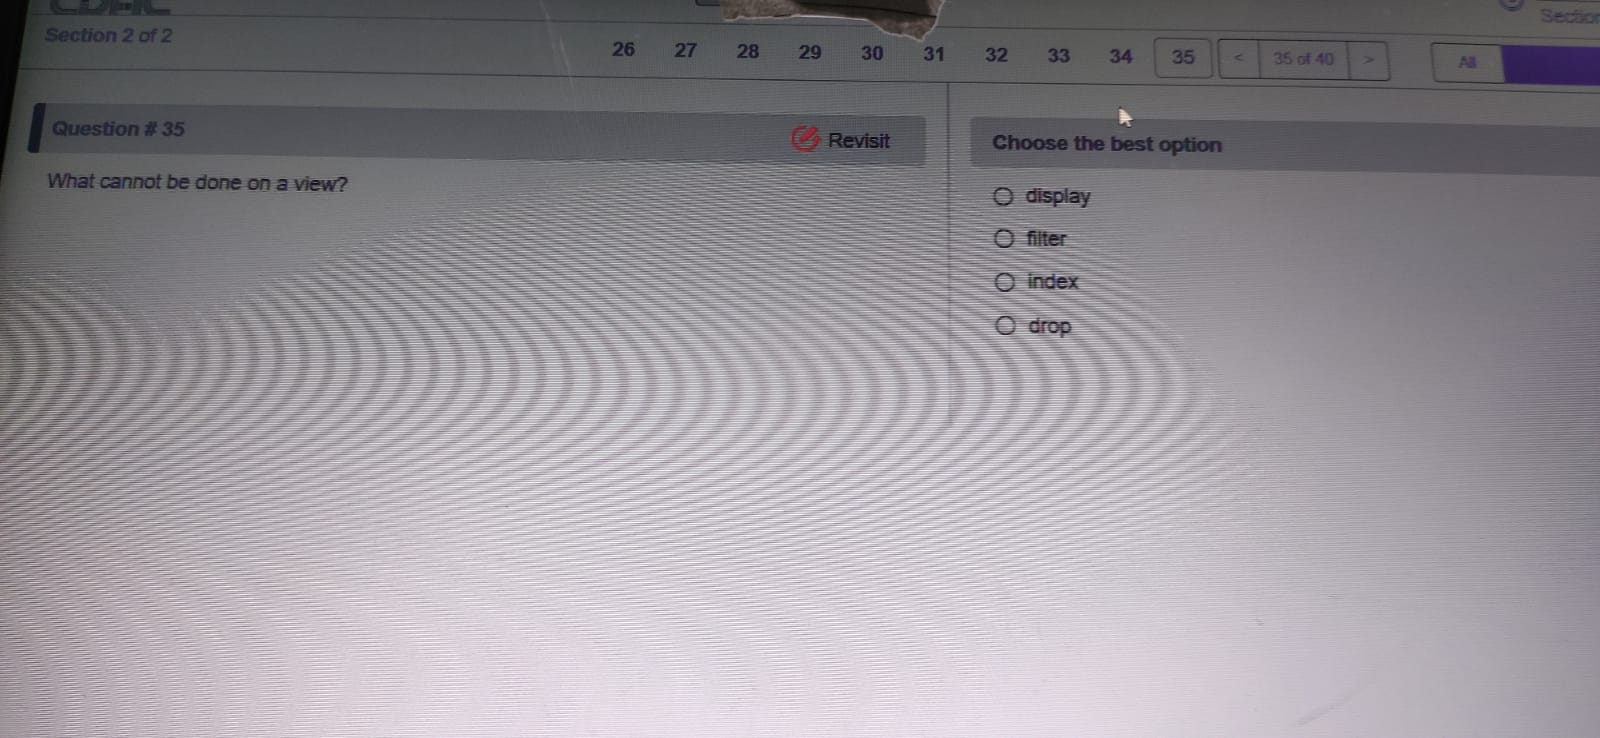 Section 2 of 2
26 27 28 29 30 31 32 33 34 35 < 35 of 40 > All
Question # 35
Revisit
What cannot be done on a view?
Choose the best option
display
filter
index
drop